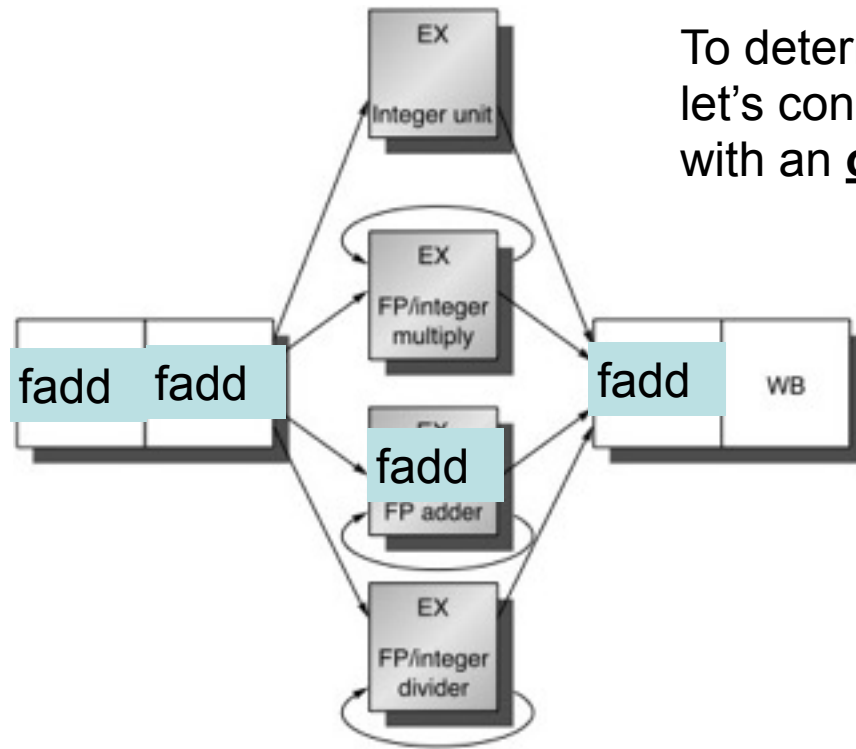 To deter
let’s con
with an
EX
Integer unit
EX
FP/integer
multiply
fadd fadd
fadd
FP adder
fadd
WB
EX
FP/integer
divider